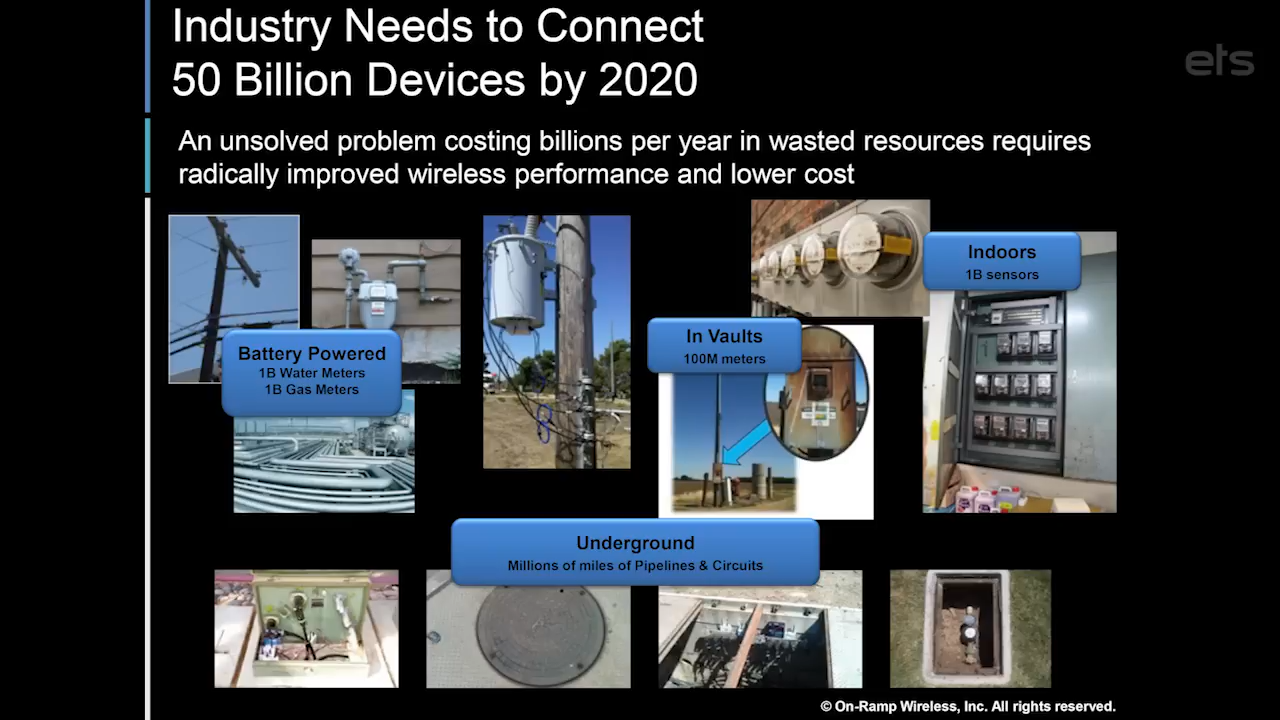 Industry Needs to Connect
50 Billion Devices by 2020
ets
An unsolved problem costing billions per year in wasted resources requires
radically improved wireless performance and lower cost
Indoors
1B sensors
In Vaults
100M meters
Battery Powered
1B Water Meters
1B Gas Meters
Underground
Millions of miles of Pipelines & Circuits
© On-Ramp Wireless, Inc. All rights reserved.